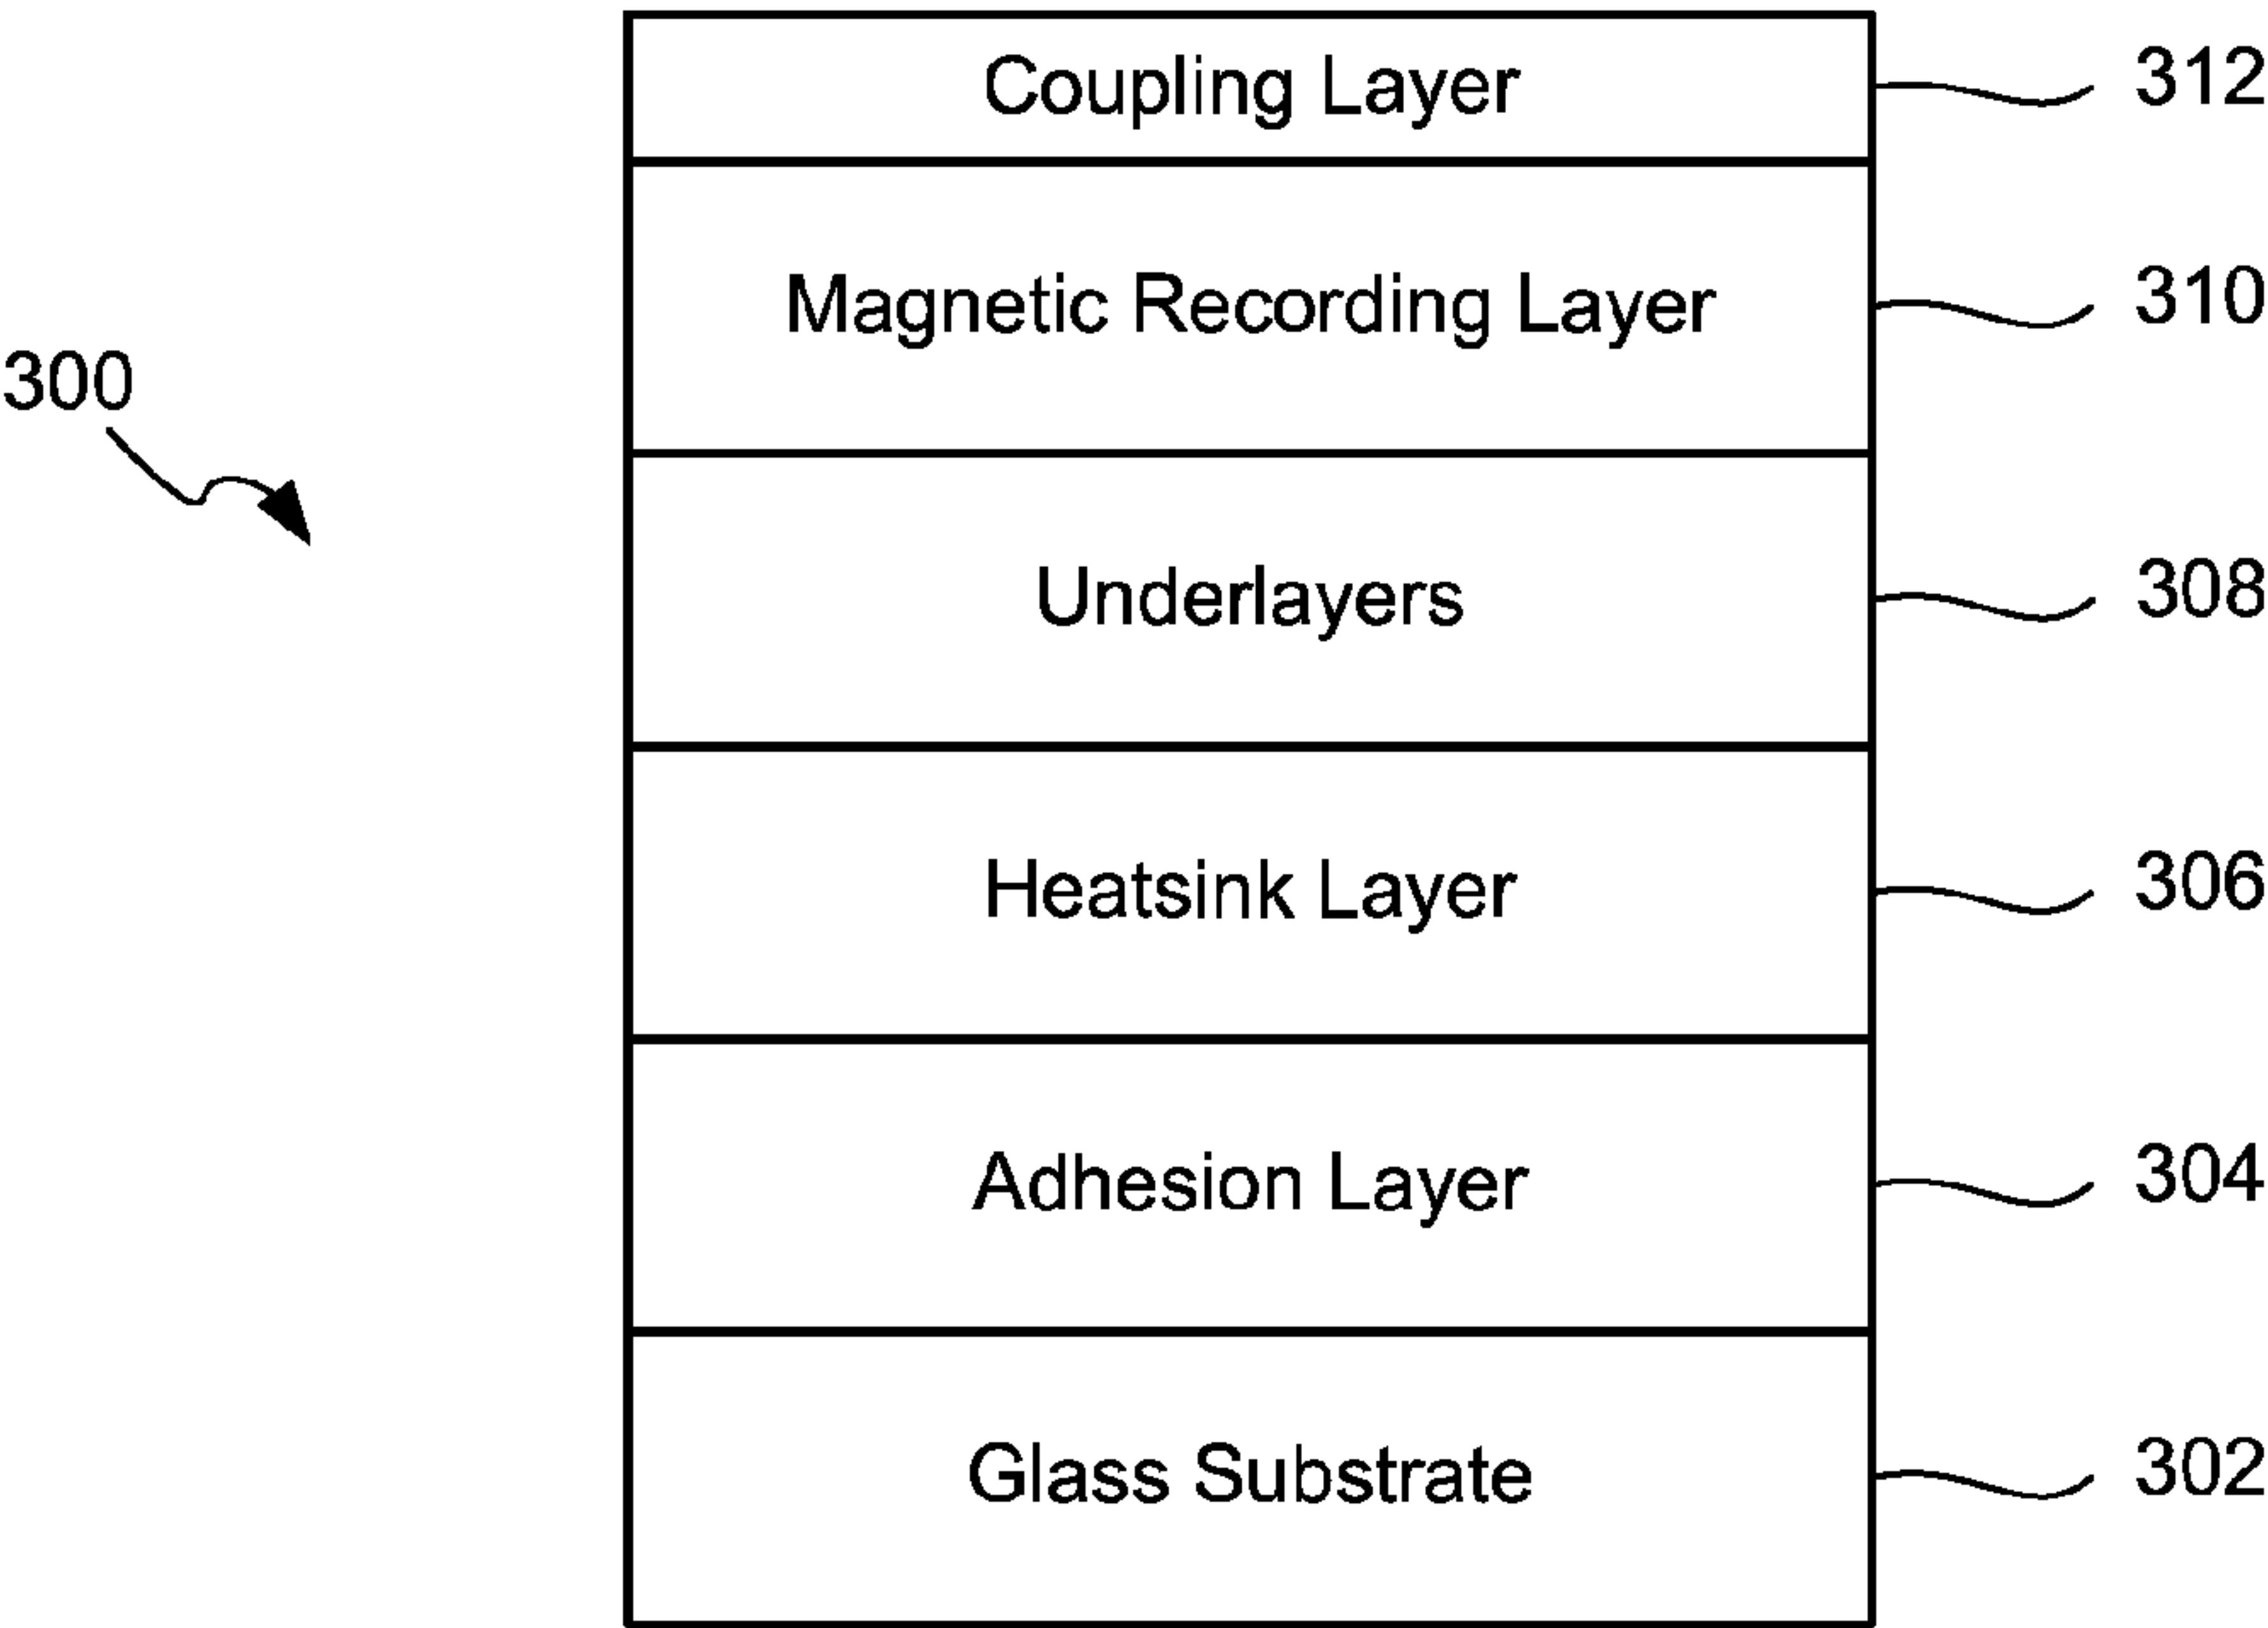 Coupling Layer 312
Magnetic Recording Layer 310
300
Underlayers 308
Heatsink Layer 306
Adhesion Layer 304
Glass Substrate 302